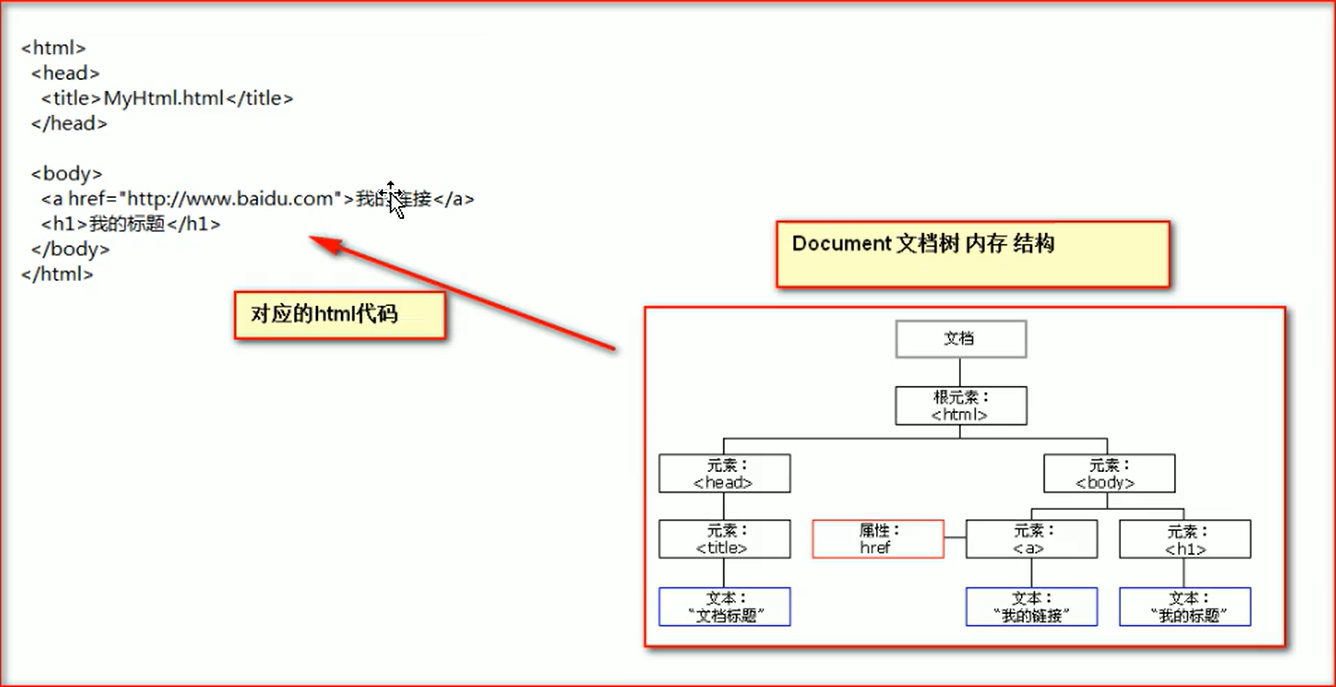 <html>
<head>
<title>MyHtml.html</title>
</head>
<body>
<a href="http://www.baidu.com">我的连接</a>
<h1>我的标题</h1>
</body>
</html>
对应的html代码
Document 文档树 内存 结构
文档
根元素：
<html>
元素：
<head>
元素：
<body>
元素：
<title>
属性：
href
元素：
<a>
元素：
<h1>
文本：
“文档标题”
文本：
“我的链接”
文本：
“我的标题”